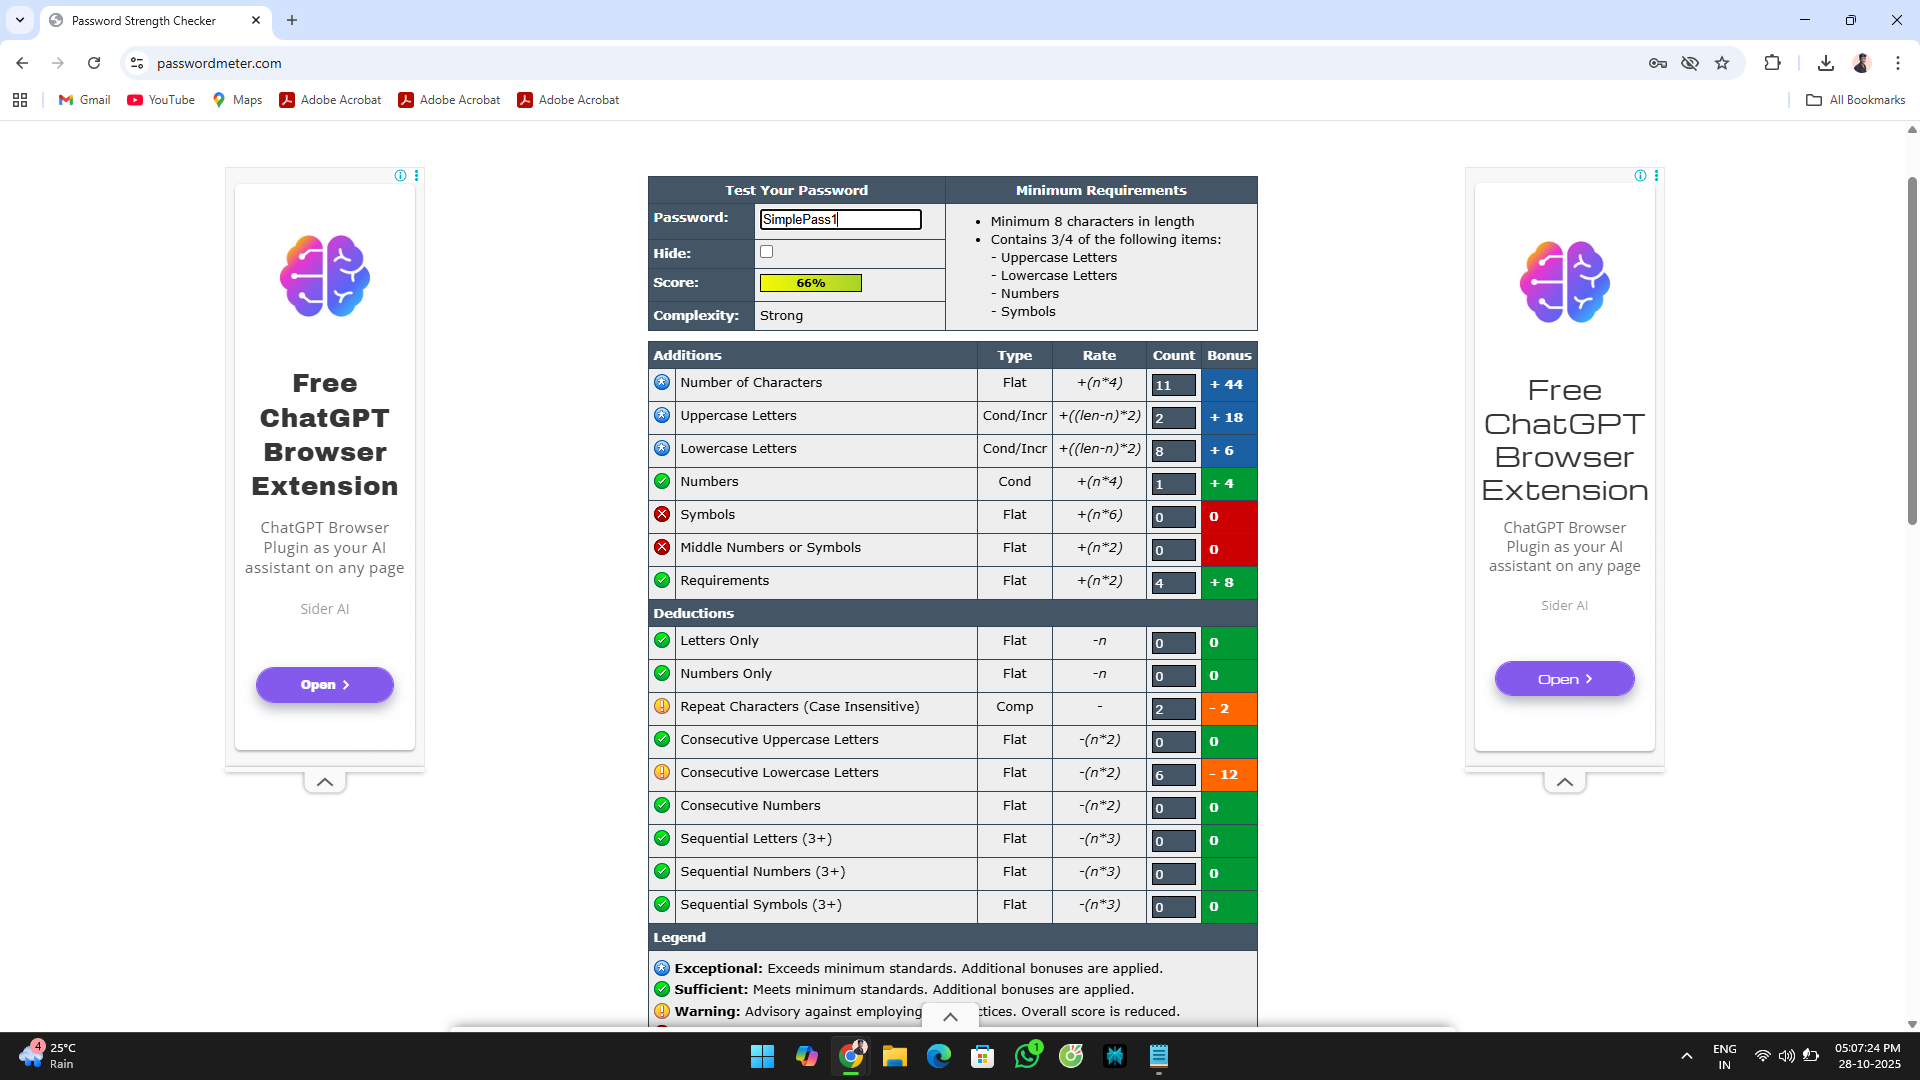 Password Strength Checker
passwordmeter.com
Gmail
YouTube
Maps
Adobe Acrobat
Adobe Acrobat
Adobe Acrobat
All Bookmarks
Free
ChatGPT
Browser
Extension
ChatGPT Browser
Plugin as your AI
assistant on any page
Sider AI
Open
Test Your Password Minimum Requirements
Password: SimplePass1
Hide:
Score: 66%
Complexity: Strong
• Minimum 8 characters in length
• Contains 3/4 of the following items:
- Uppercase Letters
- Lowercase Letters
- Numbers
- Symbols
Additions Type Rate Count Bonus
Number of Characters Flat +(n*4) 11 + 44
Uppercase Letters Cond/Incr +((len-n)*2) 2 + 18
Lowercase Letters Cond/Incr +((len-n)*2) 8 + 6
Numbers Cond +(n*4) 1 + 4
Symbols Flat +(n*6) 0 0
Middle Numbers or Symbols Flat +(n*2) 0 0
Requirements Flat +(n*2) 4 + 8
Deductions
Letters Only Flat -n 0 0
Numbers Only Flat -n 0 0
Repeat Characters (Case Insensitive) Comp - 2 - 2
Consecutive Uppercase Letters Flat -(n*2) 0 0
Consecutive Lowercase Letters Flat -(n*2) 6 - 12
Consecutive Numbers Flat -(n*2) 0 0
Sequential Letters (3+) Flat -(n*3) 0 0
Sequential Numbers (3+) Flat -(n*3) 0 0
Sequential Symbols (3+) Flat -(n*3) 0 0
Legend
Exceptional: Exceeds minimum standards. Additional bonuses are applied.
Sufficient: Meets minimum standards. Additional bonuses are applied.
Warning: Advisory against employing ctices. Overall score is reduced.
Free
ChatGPT
Browser
Extension
ChatGPT Browser
Plugin as your AI
assistant on any page
Sider AI
Open
4
25°C
Rain
1
ENG
IN
05:07:24 PM
28-10-2025